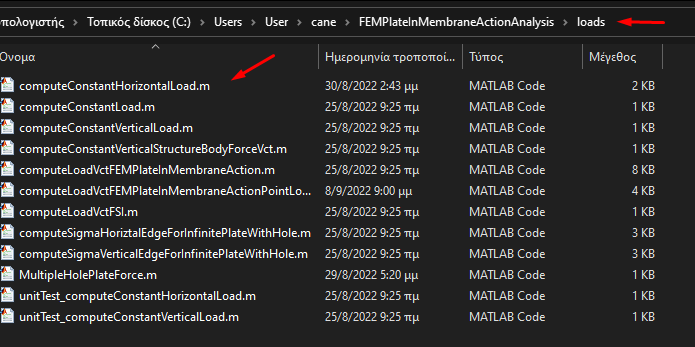 πολογιστής > Τοπικός δίσκος (C:) > Users > User > cane > FEMPlateInMembraneActionAnalysis > loads
Όνομα Ημερομηνία τροποποί... Τύπος Μέγεθος
computeConstantHorizontalLoad.m 30/8/2022 2:43 μμ MATLAB Code 2 KB
computeConstantLoad.m 25/8/2022 9:25 πμ MATLAB Code 1 KB
computeConstantVerticalLoad.m 25/8/2022 9:25 πμ MATLAB Code 1 KB
computeConstantVerticalStructureBodyForceVct.m 25/8/2022 9:25 πμ MATLAB Code 1 KB
computeLoadVctFEMPlateInMembraneAction.m 25/8/2022 9:25 πμ MATLAB Code 8 KB
computeLoadVctFEMPlateInMembraneActionPointLo... 8/9/2022 9:00 μμ MATLAB Code 4 KB
computeLoadVctFSI.m 25/8/2022 9:25 πμ MATLAB Code 1 KB
computeSigmaHoriztalEdgeForInfinitePlateWithHole.m 25/8/2022 9:25 πμ MATLAB Code 3 KB
computeSigmaVerticalEdgeForInfinitePlateWithHole.m 25/8/2022 9:25 πμ MATLAB Code 3 KB
MultipleHolePlateForce.m 29/8/2022 5:20 μμ MATLAB Code 1 KB
unitTest_computeConstantHorizontalLoad.m 25/8/2022 9:25 πμ MATLAB Code 1 KB
unitTest_computeConstantVerticalLoad.m 25/8/2022 9:25 πμ MATLAB Code 1 KB